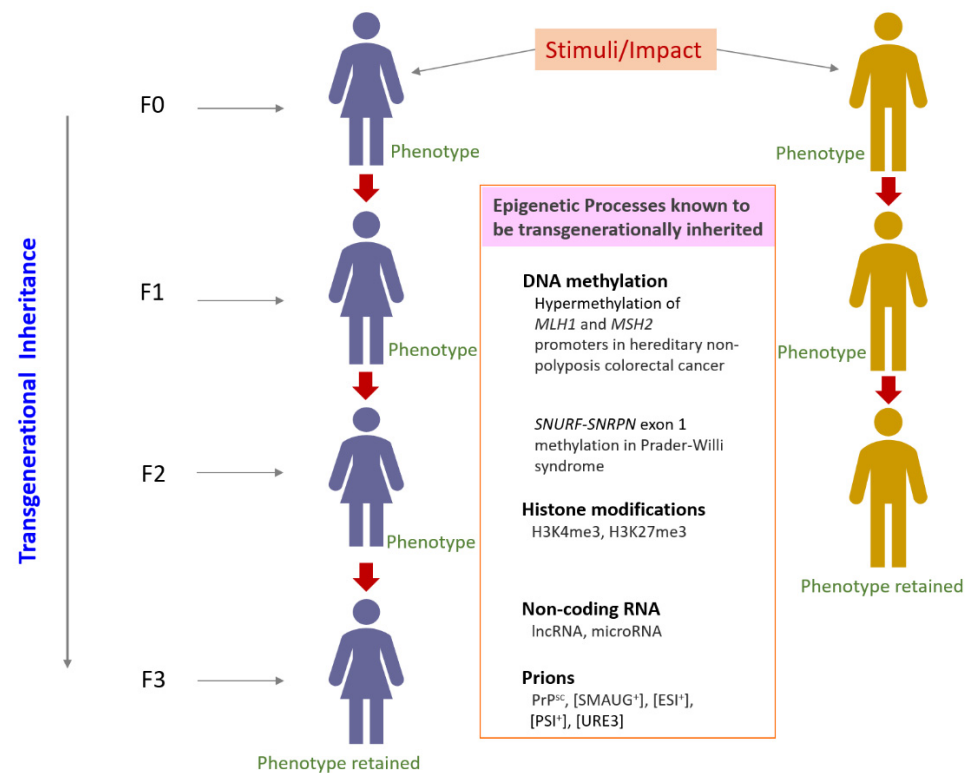 Stimuli/Impact
F0
Phenotype
Phenotype
Transgenerational Inheritance
Epigenetic Processes known to
be transgenerationally inherited
DNA methylation
Hypermethylation of
MLH1 and MSH2
promoters in hereditary non-
polyposis colorectal cancer
SNURF-SNRPN exon 1
methylation in Prader-Willi
syndrome
Histone modifications
H3K4me3, H3K27me3
Non-coding RNA
lncRNA, microRNA
Prions
PrPˢᶜ, [SMAUG⁺], [ESI⁺],
[PSI⁺], [URE3]
F1
Phenotype
Phenotype
F2
Phenotype
Phenotype retained
F3
Phenotype retained